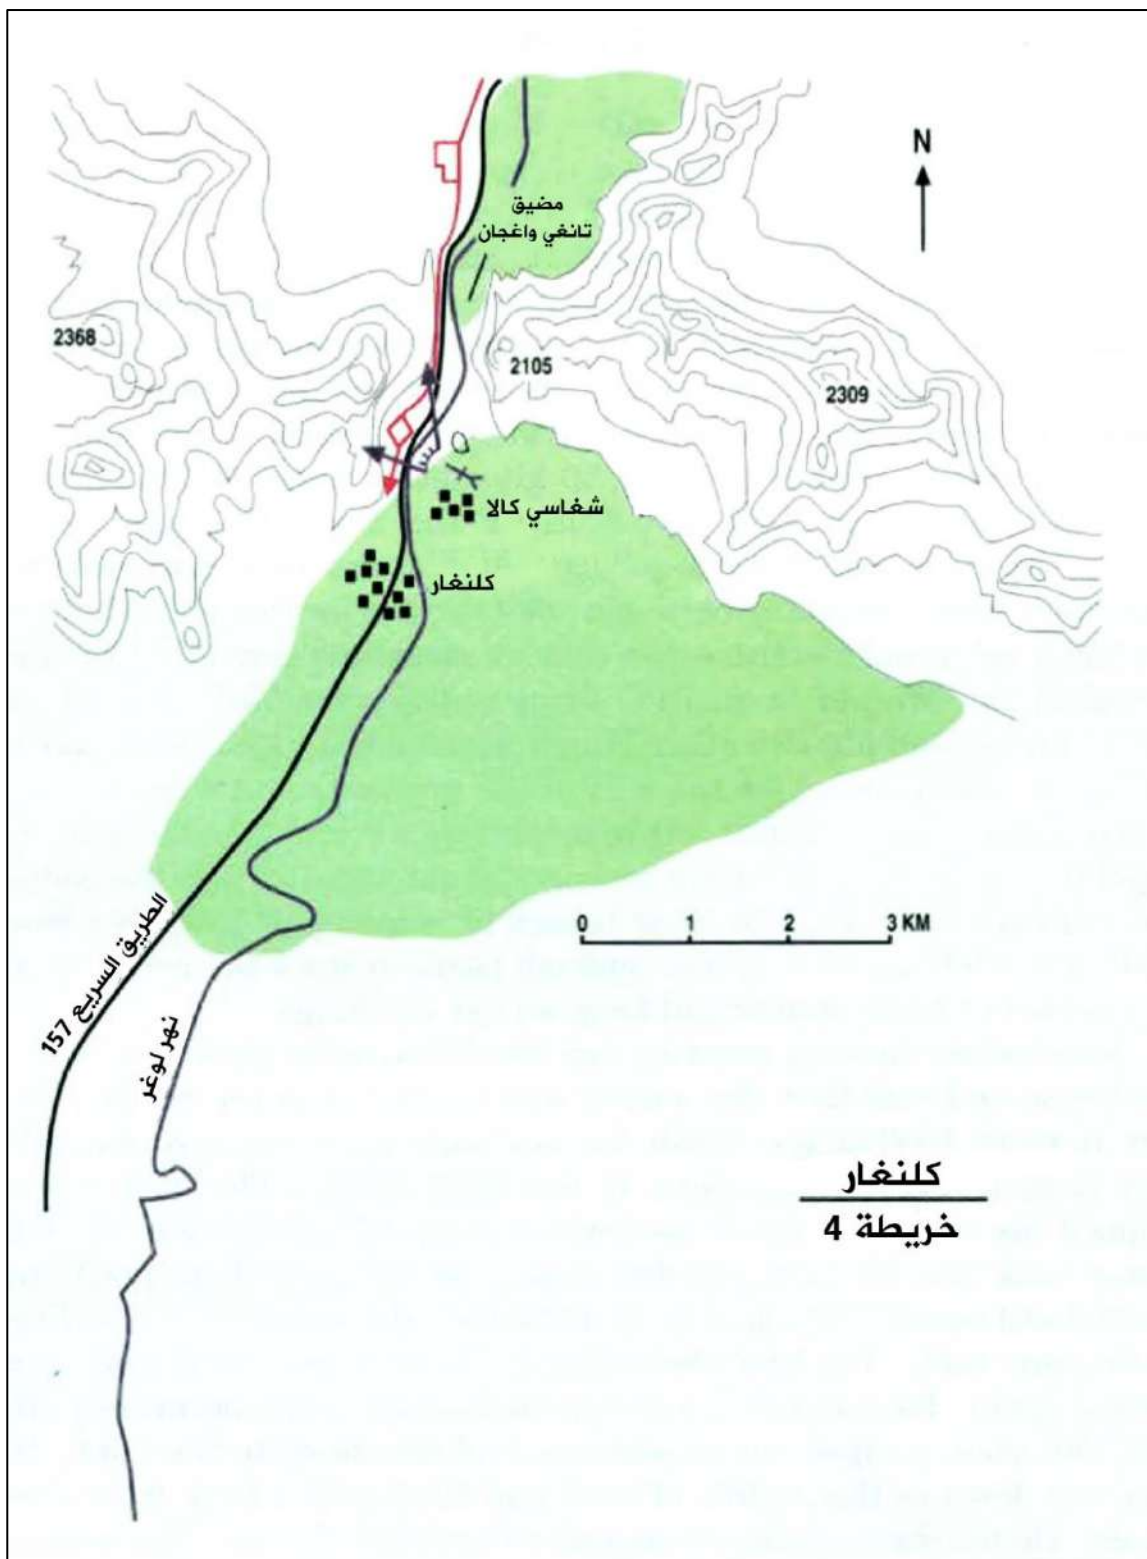 N
مضيق
تانغي واغجان
2368
2105
2309
شغاسي كالا
كلنغار
0 1 2 3 KM
الطريق السريع 157
نهر لوغر
كلنغار
خريطة 4